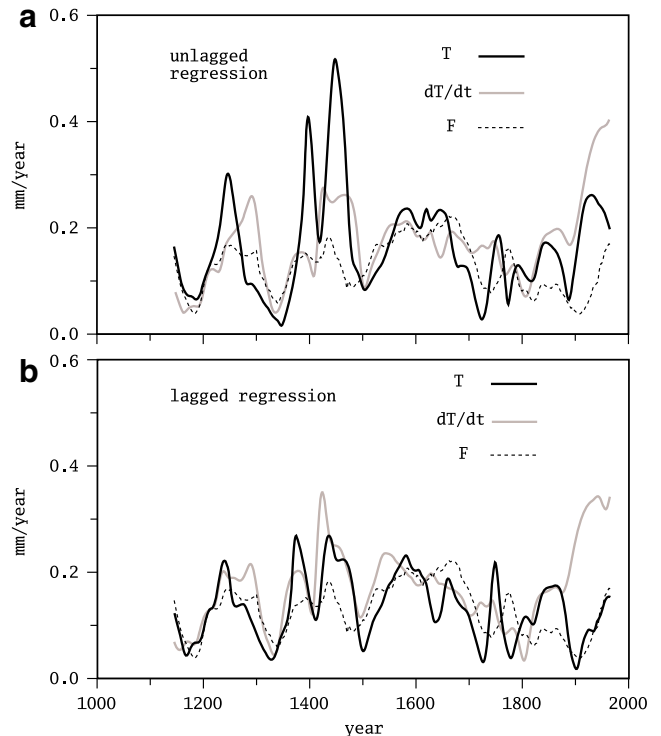 a
0.6
unlagged
regression
T
dT/dt
F
0.4
mm/year
0.2
0.0
b
0.6
lagged regression
T
dT/dt
F
0.4
mm/year
0.2
0.0
1000 1200 1400 1600 1800 2000
year